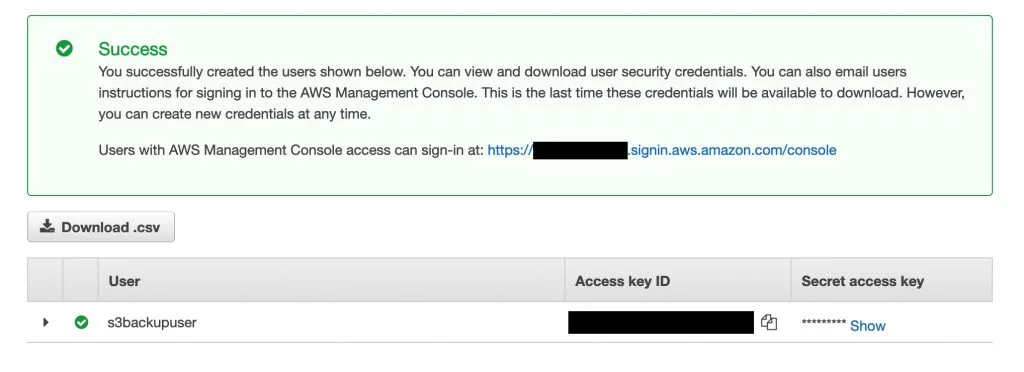 Success
You successfully created the users shown below. You can view and download user security credentials. You can also email users
instructions for signing in to the AWS Management Console. This is the last time these credentials will be available to download. However,
you can create new credentials at any time.
Users with AWS Management Console access can sign-in at: https:// .signin.aws.amazon.com/console
Download .csv
User Access key ID Secret access key
s3backupuser ********* Show